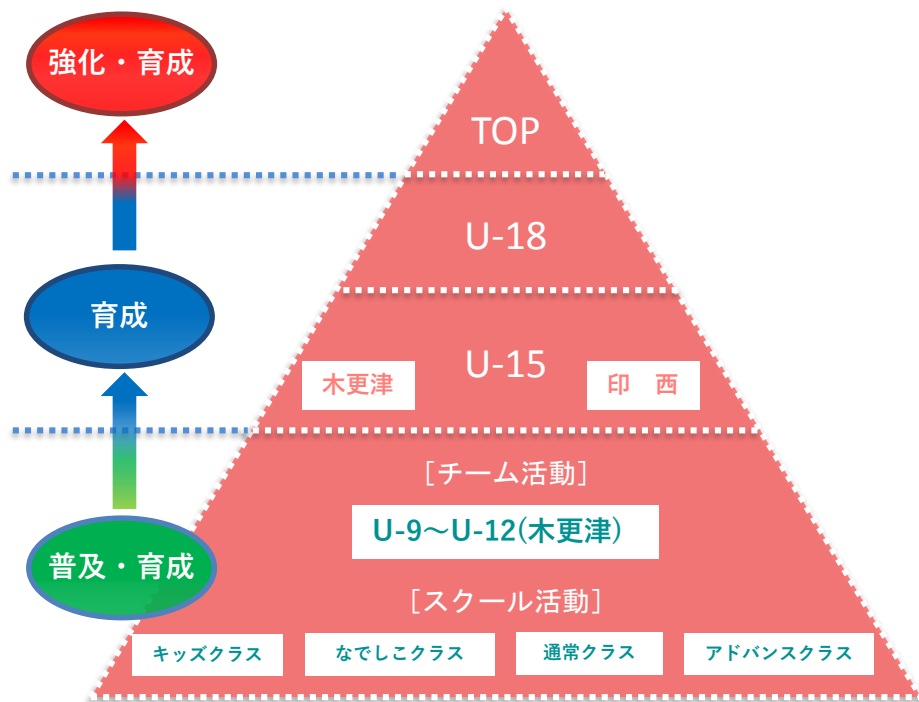 強化・育成
TOP
U-18
育成
U-15
木更津
印　西
［チーム活動］
U-9～U-12(木更津)
普及・育成
［スクール活動］
キッズクラス
なでしこクラス
通常クラス
アドバンスクラス